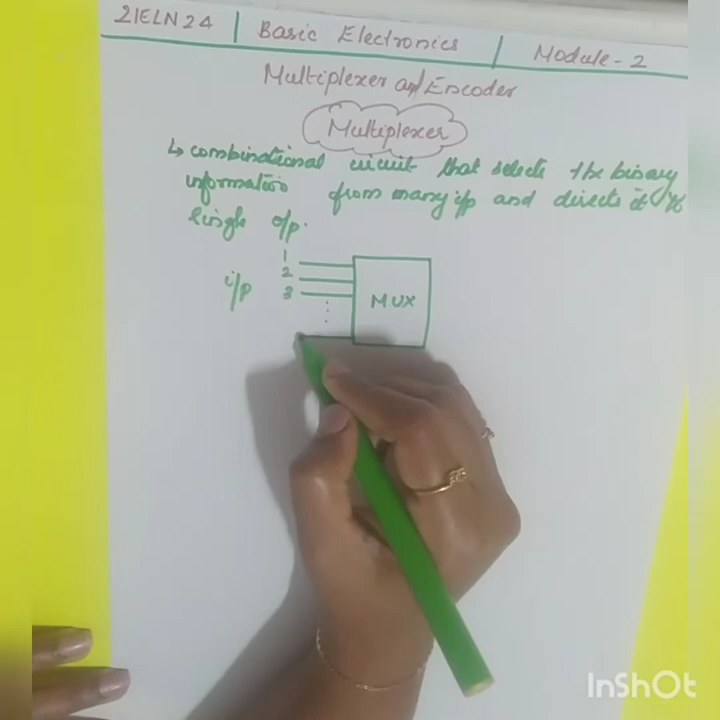 21ELN24 | Basic Electronics | Module - 2
Multiplexer and Encoder
Multiplexer
↳ combinational circuit that selects the binary
information from many i/p and directs it
single o/p.
1
2
i/p 3
MUX
InShOt